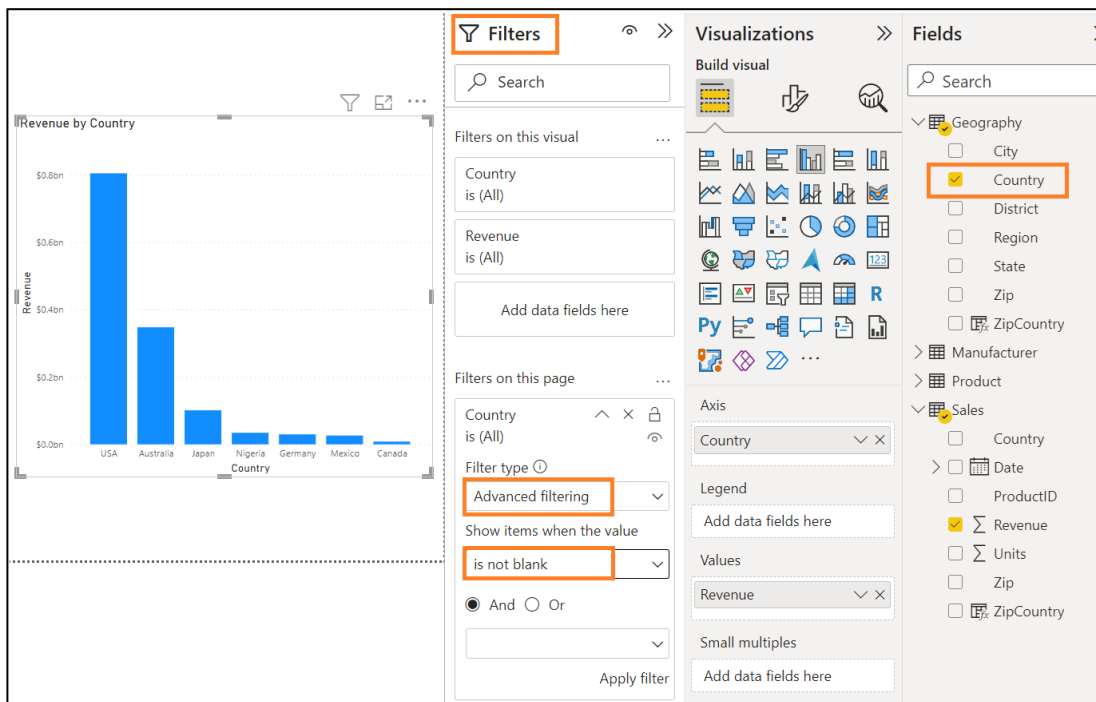 Revenue by Country
$0.8bn
$0.6bn
$0.4bn
$0.2bn
$0.0bn
Revenue
USA Australia Japan Nigeria Germany Mexico Canada
Country
Filters
Search
Filters on this visual
Country
is (All)
Revenue
is (All)
Add data fields here
Filters on this page
Country
is (All)
Filter type
Advanced filtering
Show items when the value
is not blank
And Or
Apply filter
Visualizations
Build visual
123
R
Py
Axis
Country
Legend
Add data fields here
Values
Revenue
Small multiples
Add data fields here
Fields
Search
Geography
City
Country
District
Region
State
Zip
fx ZipCountry
Manufacturer
Product
Sales
Country
Date
ProductID
∑ Revenue
∑ Units
Zip
fx ZipCountry